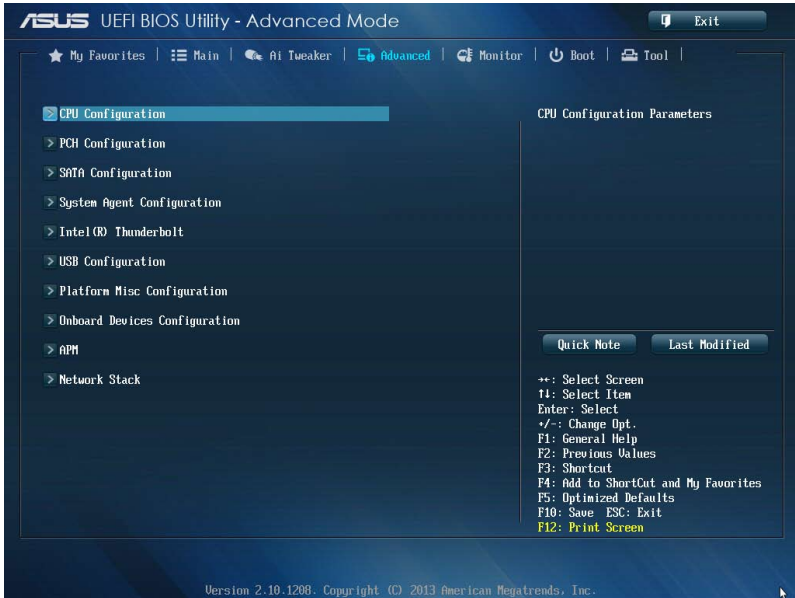 ASUS UEFI BIOS Utility - Advanced Mode
Exit
My Favorites | Main | Ai Tweaker | Advanced | Monitor | Boot | Tool |
CPU Configuration
PCH Configuration
SATA Configuration
System Agent Configuration
Intel(R) Thunderbolt
USB Configuration
Platform Misc Configuration
Onboard Devices Configuration
APM
Network Stack
CPU Configuration Parameters
Quick Note
Last Modified
→←: Select Screen
↑↓: Select Item
Enter: Select
+/-: Change Opt.
F1: General Help
F2: Previous Values
F3: Shortcut
F4: Add to ShortCut and My Favorites
F5: Optimized Defaults
F10: Save ESC: Exit
F12: Print Screen
Version 2.10.1208. Copyright (C) 2013 American Megatrends, Inc.